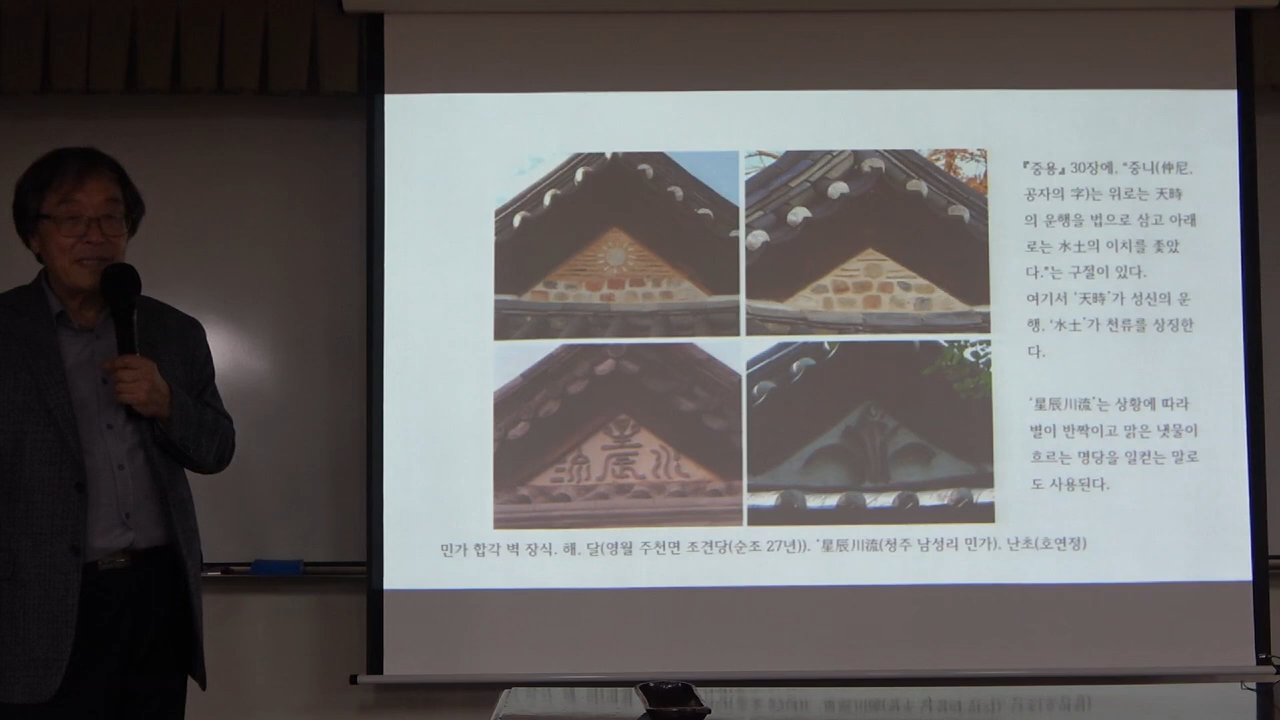 『중용』 30장에, “중니(仲尼,
공자의 字)는 위로는 天時
의 운행을 법으로 삼고 아래
로는 水土의 이치를 좇았
다.”는 구절이 있다.
여기서 ‘天時’가 성신의 운
행, ‘水土’가 천류를 상징한
다.
‘星辰川流’는 상황에 따라
별이 반짝이고 맑은 냇물이
흐르는 명당을 일컫는 말로
도 사용된다.
星
流辰川
민가 합각 벽 장식. 해, 달(영월 주천면 조견당(순조 27년)), ‘星辰川流(청주 남성리 민가), 난초(호연정)